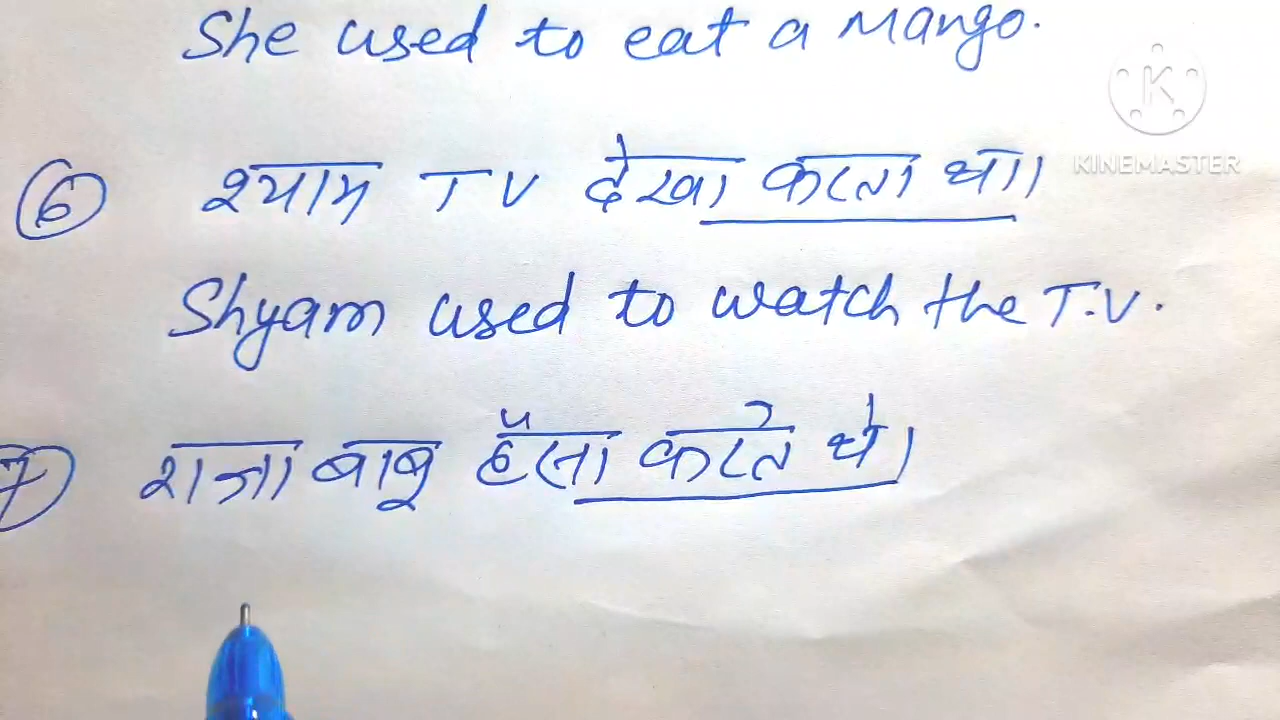 She used to eat a Mango.
K
KINEMASTER
6 श्याम TV देखा करता था।
Shyam used to watch the T.V.
7 राजा बाबू हँसा करते थे।